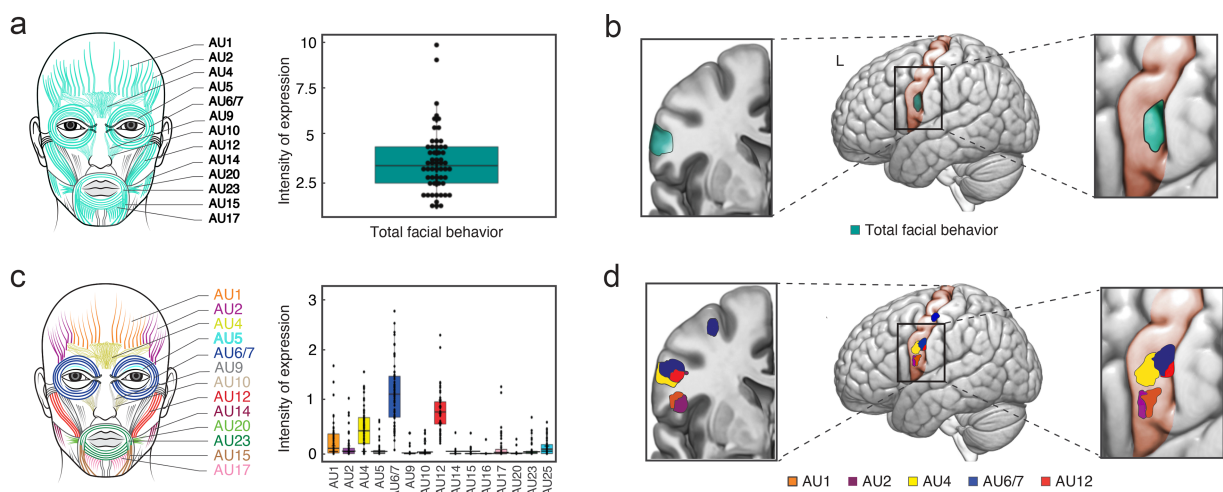 a
AU1
AU2
AU4
AU5
AU6/7
AU9
AU10
AU12
AU14
AU20
AU23
AU15
AU17
Intensity of expression
10
7.5
5
2.5
Total facial behavior
b
L
Total facial behavior
c
AU1
AU2
AU4
AU5
AU6/7
AU9
AU10
AU12
AU14
AU20
AU23
AU15
AU17
Intensity of expression
3
2
1
0
AU1
AU2
AU4
AU5
AU6/7
AU9
AU10
AU12
AU14
AU15
AU16
AU17
AU20
AU23
AU25
d
AU1 AU2 AU4 AU6/7 AU12